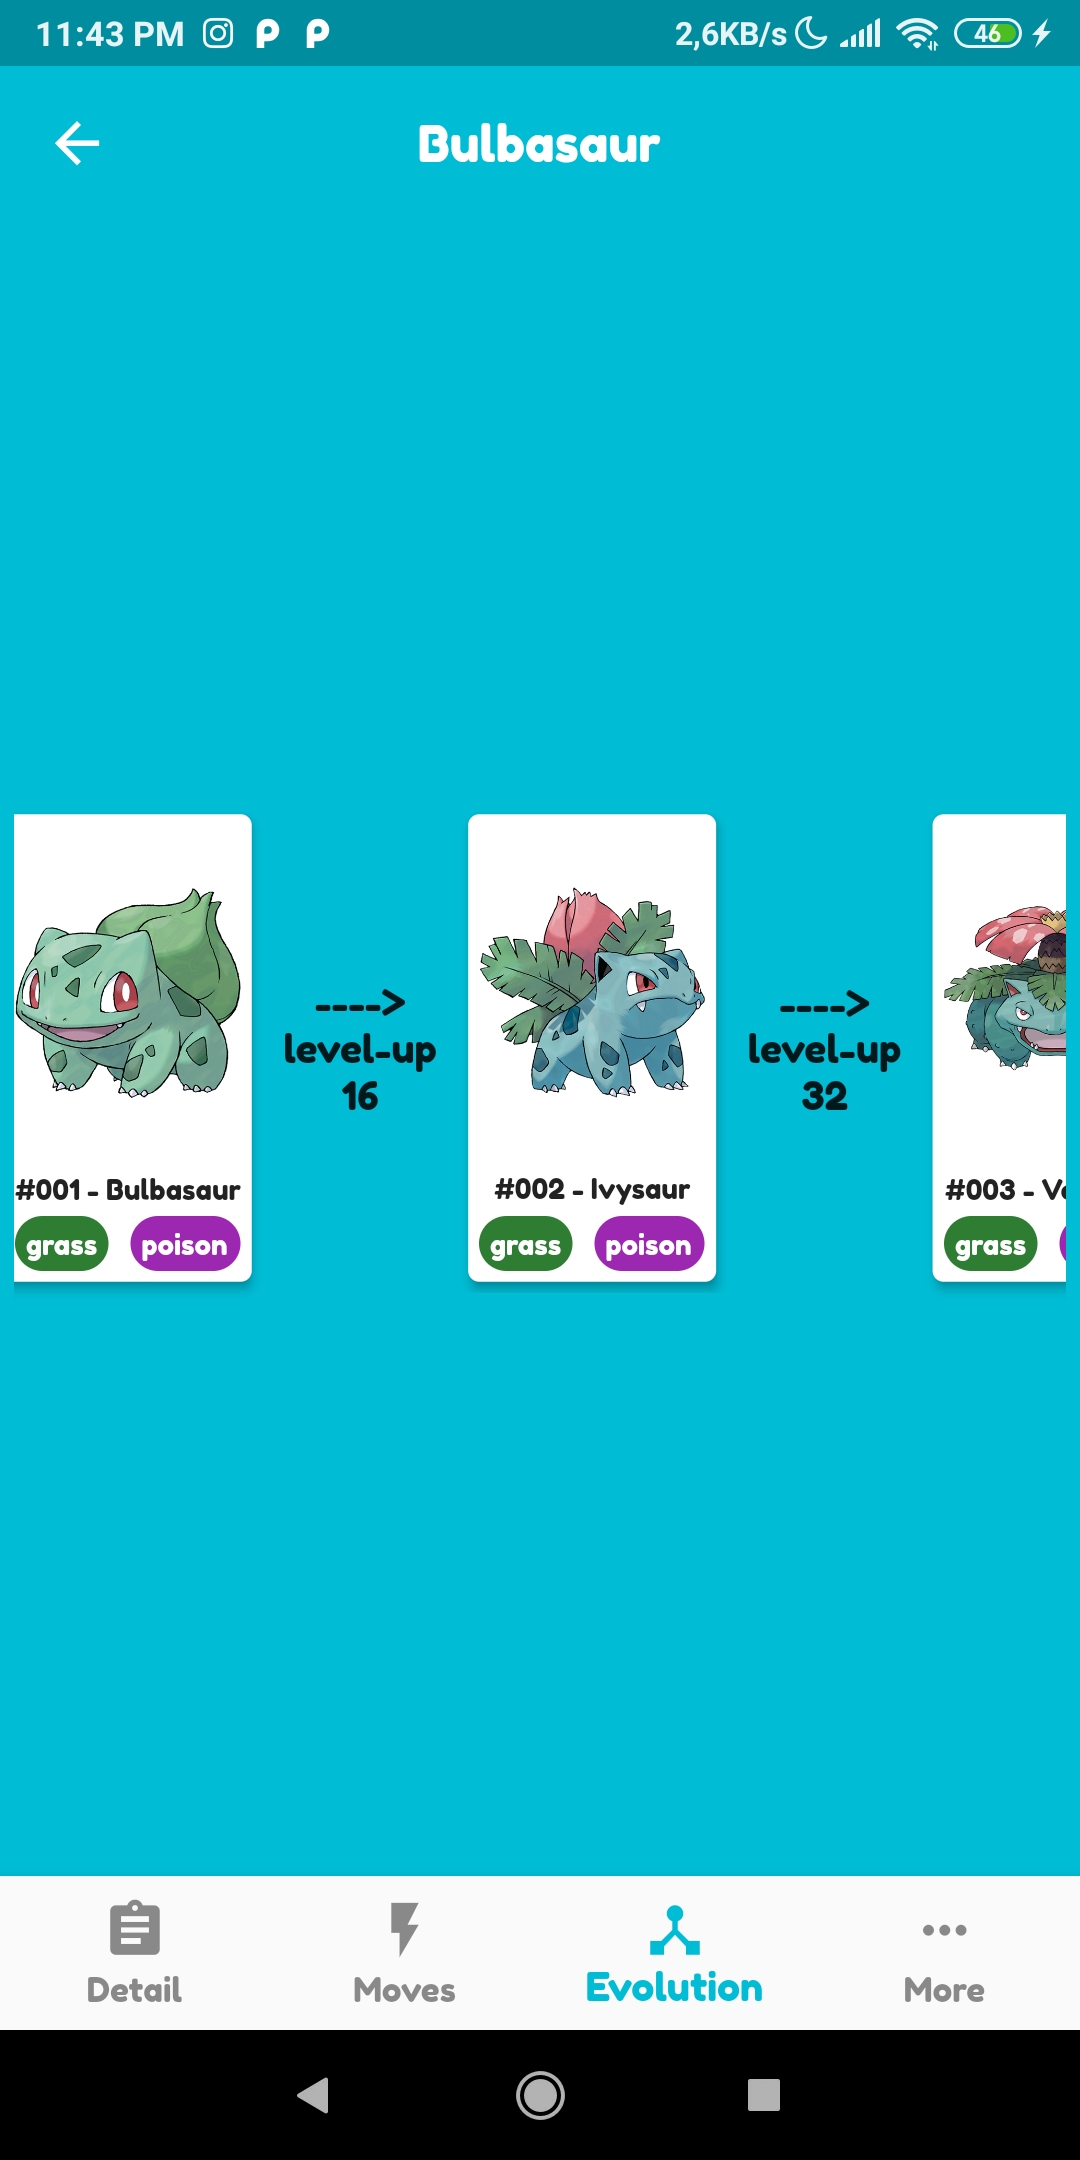 11:43 PM 2,6KB/s 46
Bulbasaur
---->
level-up
16
---->
level-up
32
#001 - Bulbasaur
grass poison
#002 - Ivysaur
grass poison
#003 -
grass
Detail Moves Evolution More